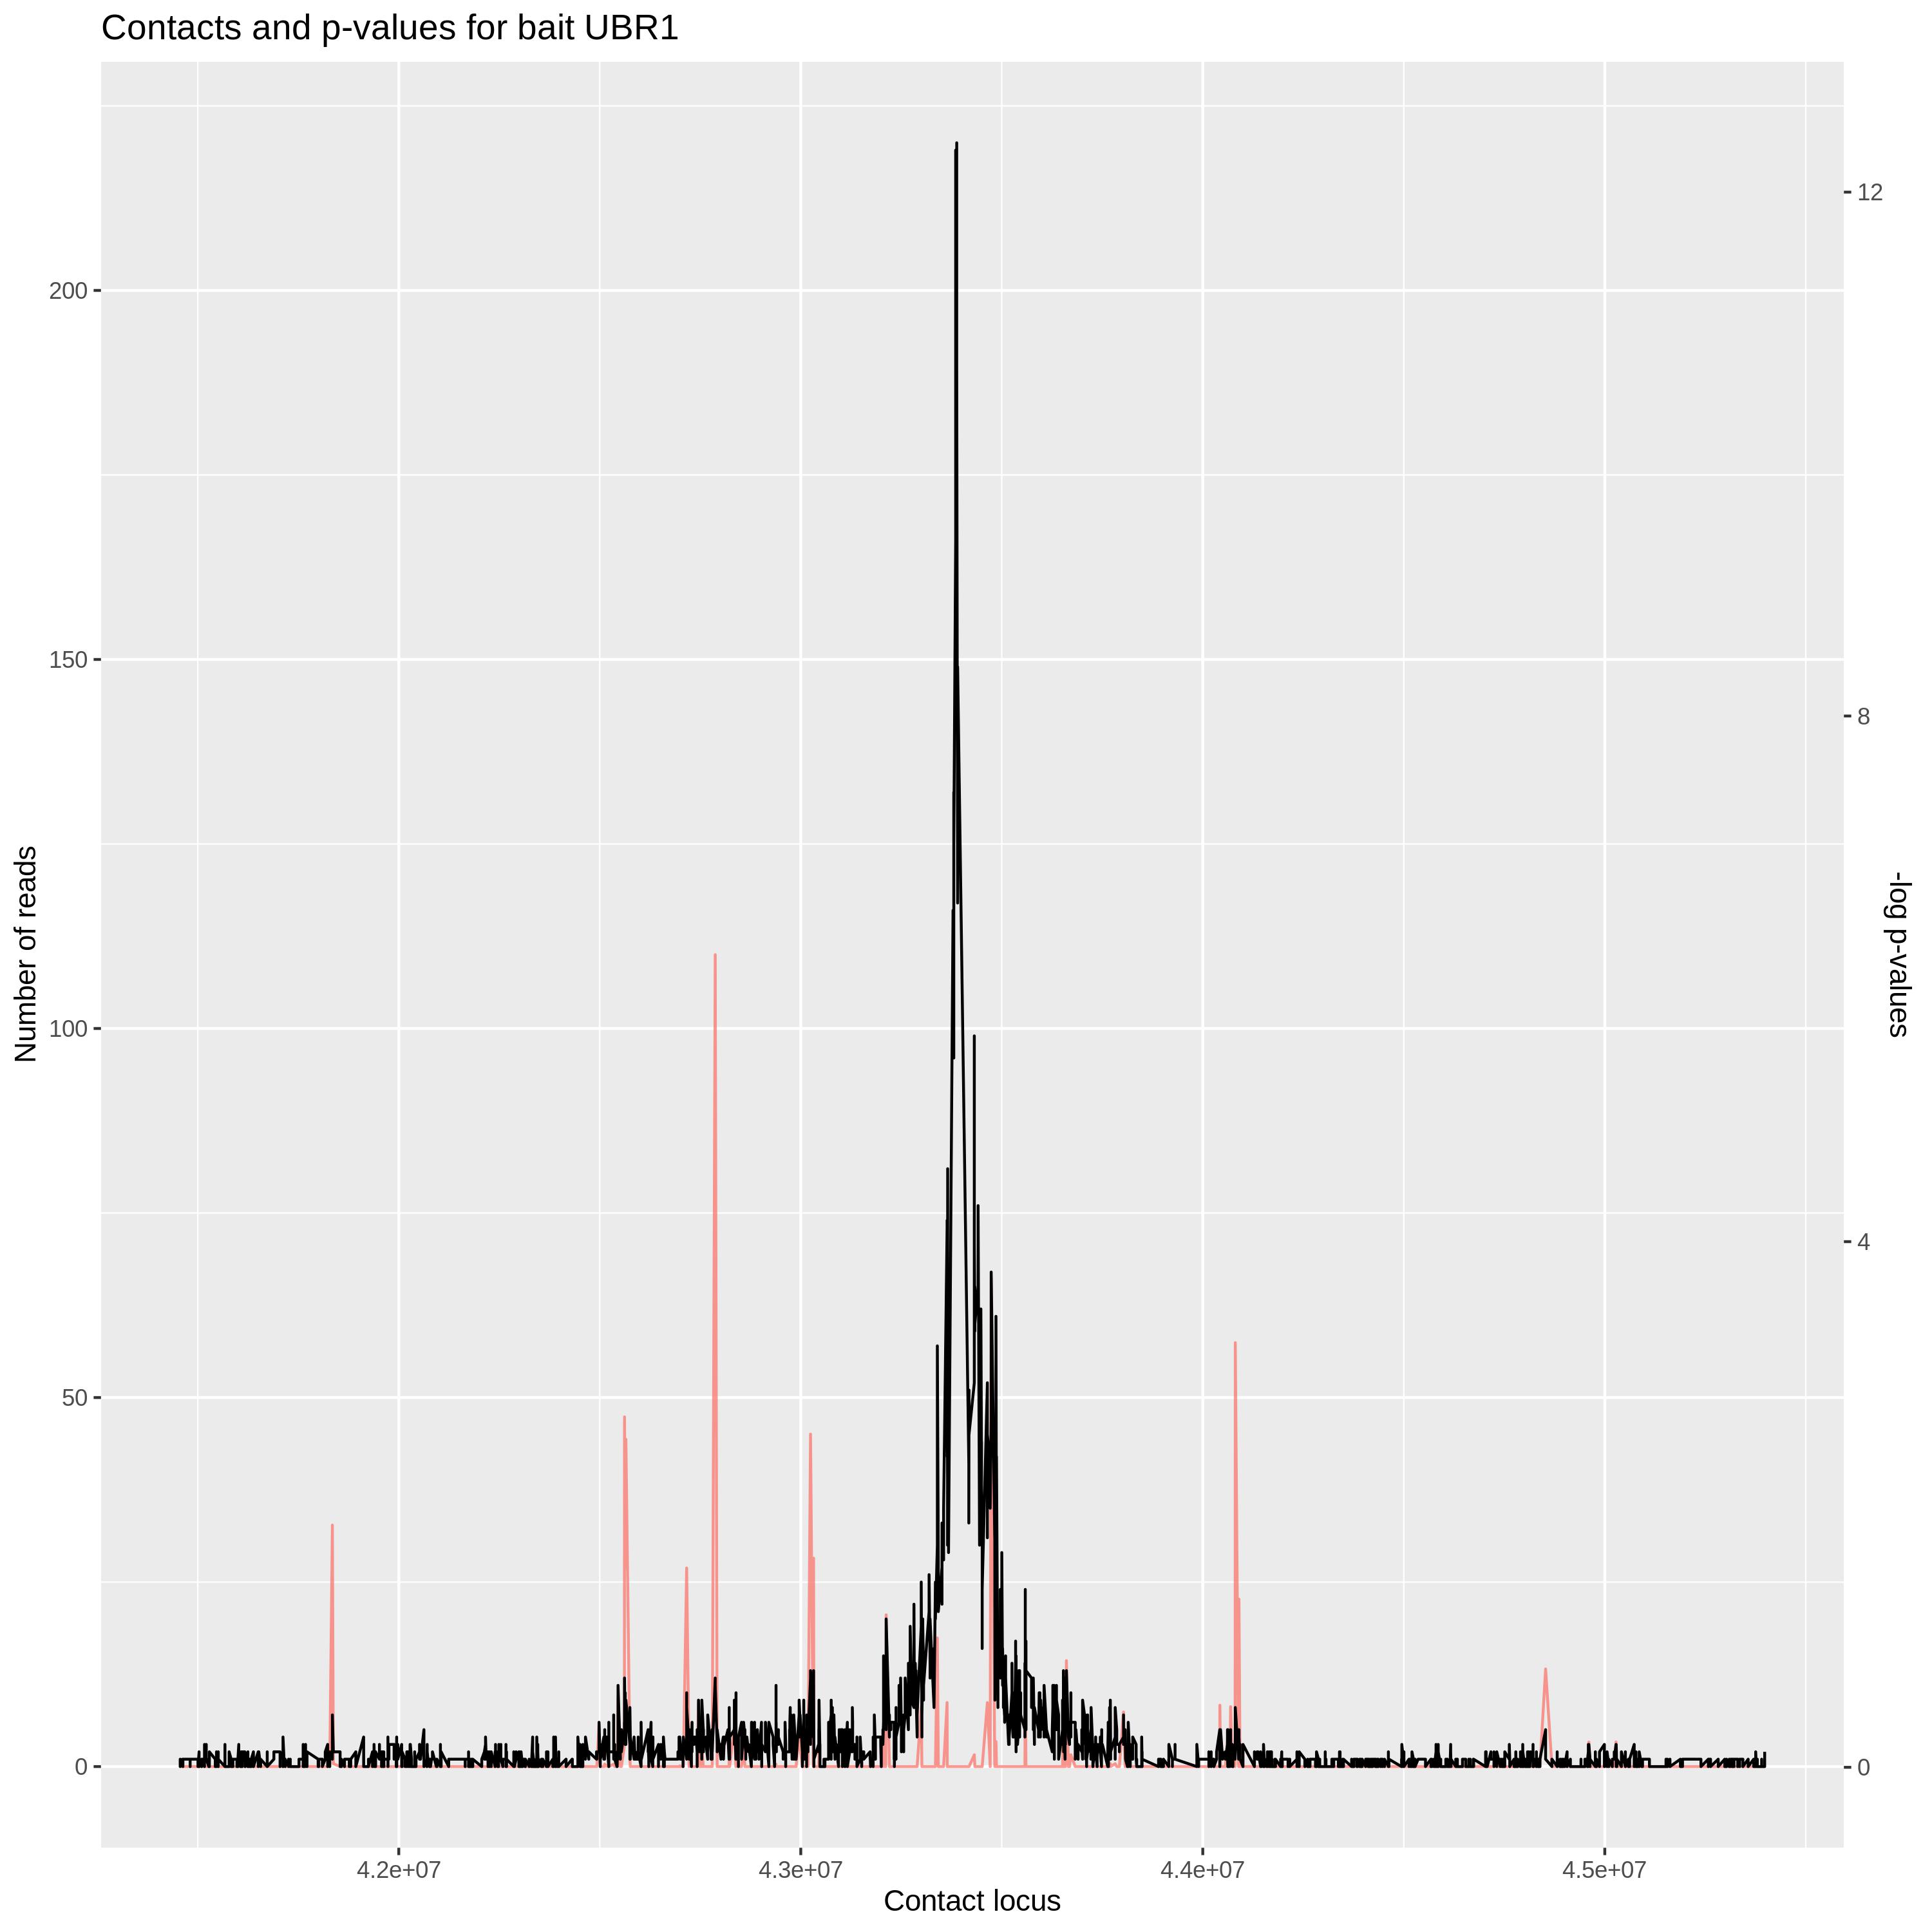 Contacts and p-values for bait UBR1
Number of reads
200
150
100
50
0
12
8
4
0
-log p-values
4.2e+07
4.3e+07
4.4e+07
4.5e+07
Contact locus